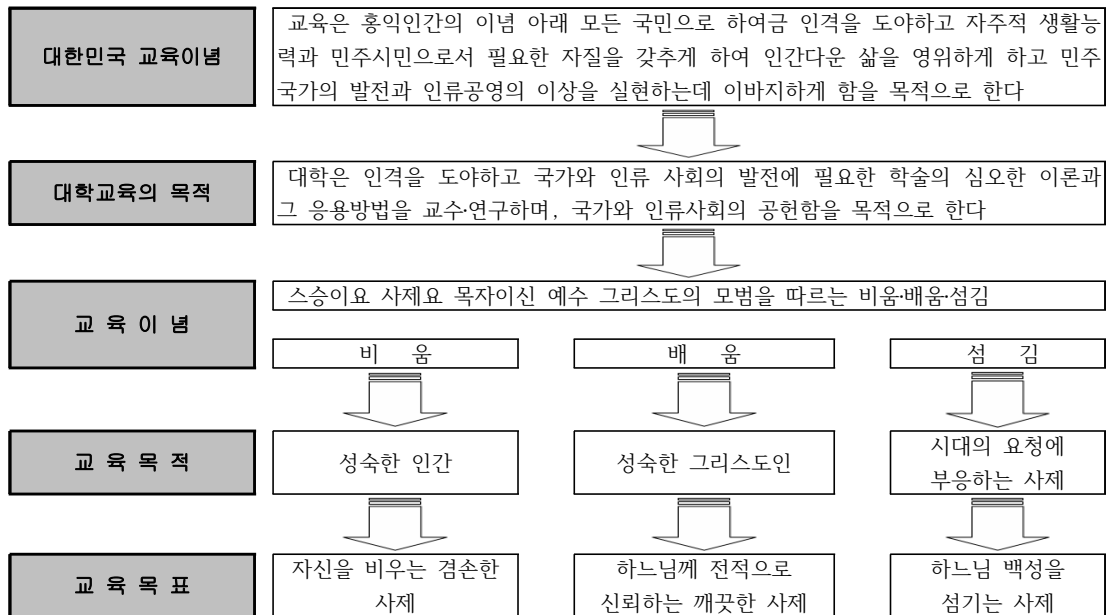 대한민국 교육이념
교육은 홍익인간의 이념 아래 모든 국민으로 하여금 인격을 도야하고 자주적 생활능
력과 민주시민으로서 필요한 자질을 갖추게 하여 인간다운 삶을 영위하게 하고 민주
국가의 발전과 인류공영의 이상을 실현하는데 이바지하게 함을 목적으로 한다
대학교육의 목적
대학은 인격을 도야하고 국가와 인류 사회의 발전에 필요한 학술의 심오한 이론과
그 응용방법을 교수·연구하며, 국가와 인류사회의 공헌함을 목적으로 한다
교 육 이 념
스승이요 사제요 목자이신 예수 그리스도의 모범을 따르는 비움·배움·섬김
비 움
배 움
섬 김
교 육 목 적
성숙한 인간
성숙한 그리스도인
시대의 요청에
부응하는 사제
교 육 목 표
자신을 비우는 겸손한
사제
하느님께 전적으로
신뢰하는 깨끗한 사제
하느님 백성을
섬기는 사제